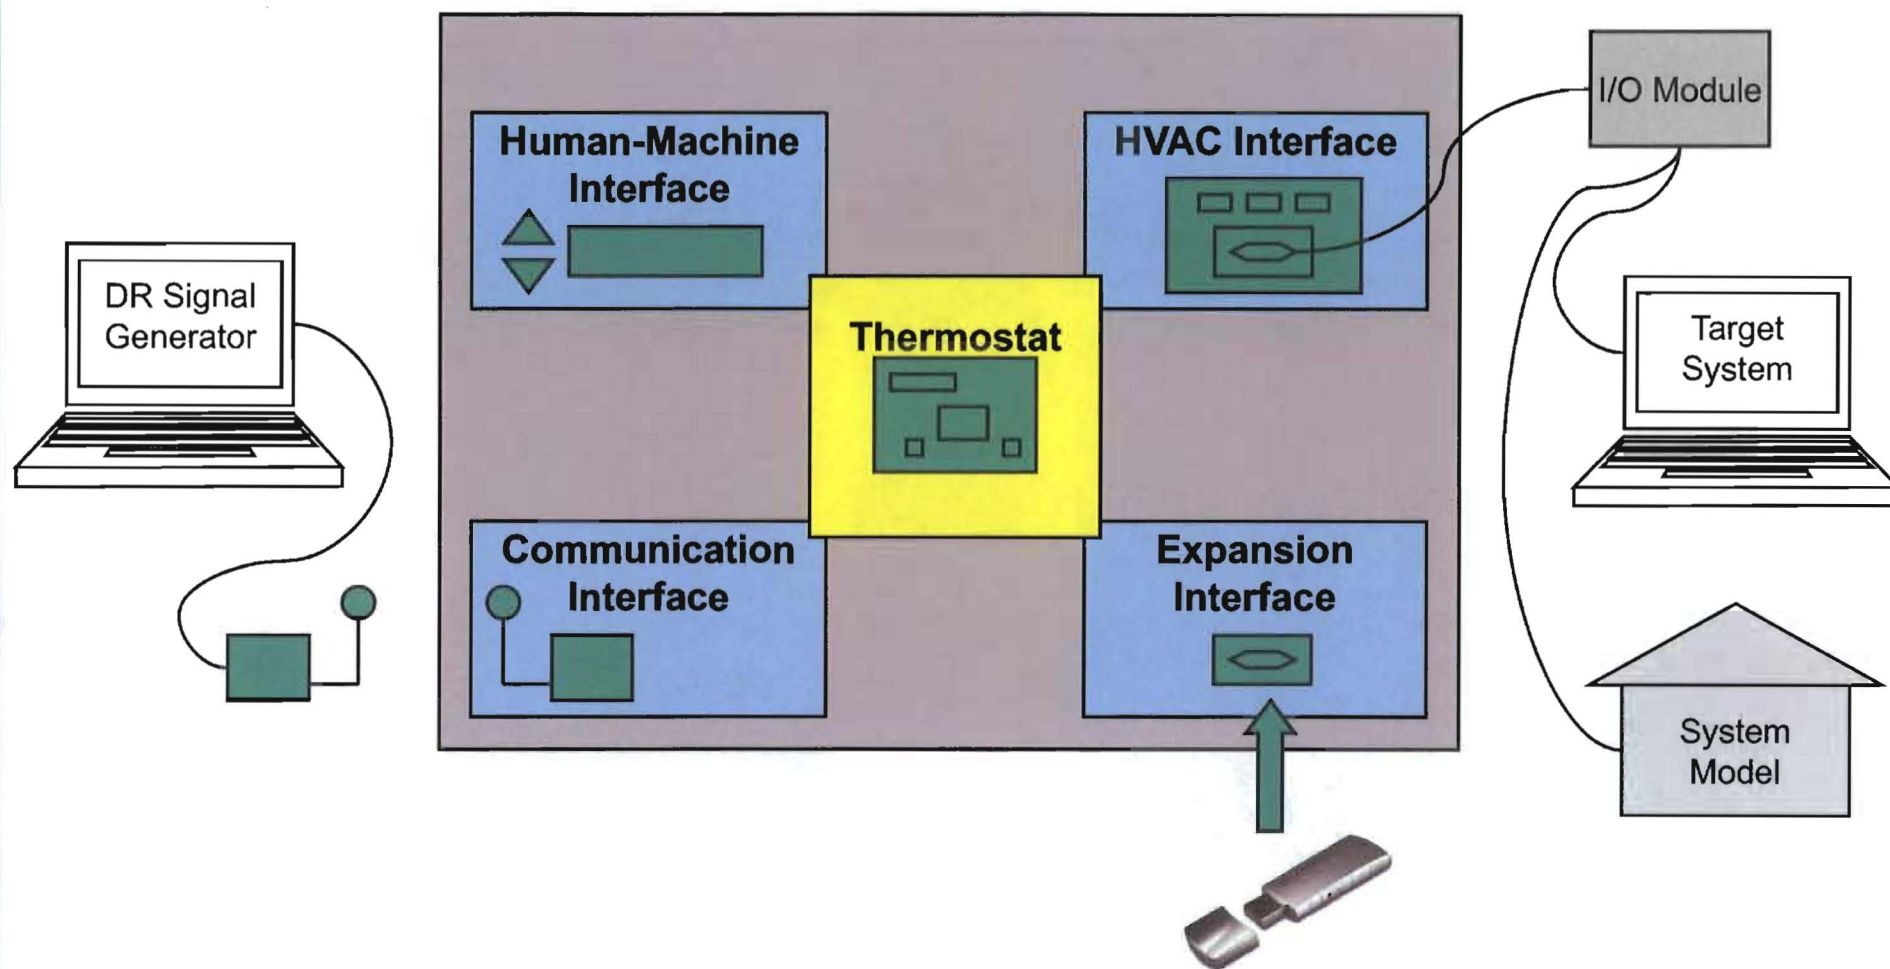 I/O Module
Human-Machine
Interface
HVAC Interface
DR Signal
Generator
Thermostat
Target
System
Communication
Interface
Expansion
Interface
System
Model